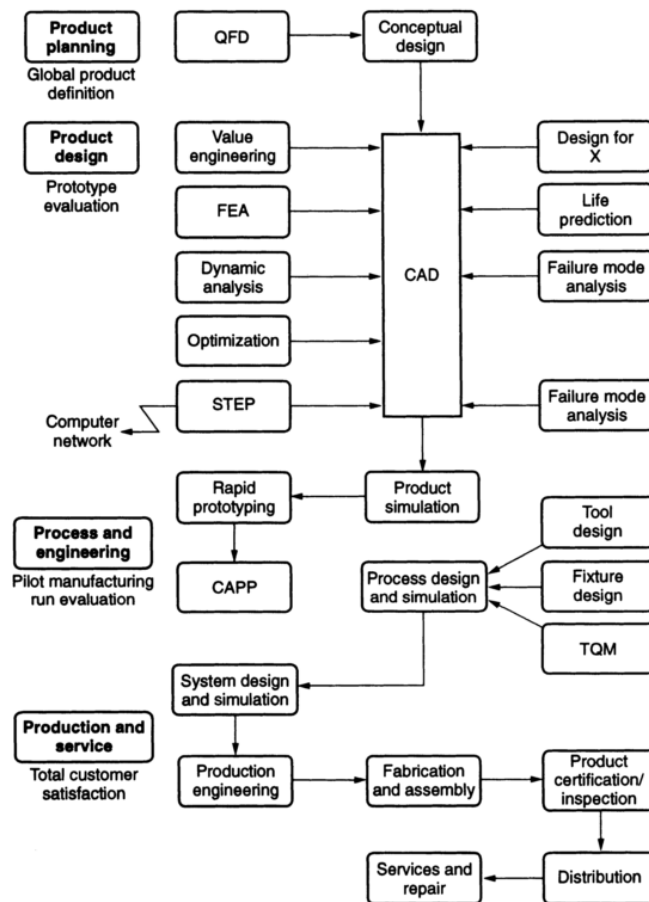 Product
planning
Global product
definition
QFD
Conceptual
design
Product
design
Prototype
evaluation
Value
engineering
Design for
X
FEA
Life
prediction
Dynamic
analysis
CAD
Failure mode
analysis
Optimization
STEP
Failure mode
analysis
Computer
network
Rapid
prototyping
Product
simulation
Tool
design
Process and
engineering
Pilot manufacturing
run evaluation
CAPP
Process design
and simulation
Fixture
design
TQM
System design
and simulation
Production and
service
Total customer
satisfaction
Production
engineering
Fabrication
and assembly
Product
certification/
inspection
Services and
repair
Distribution